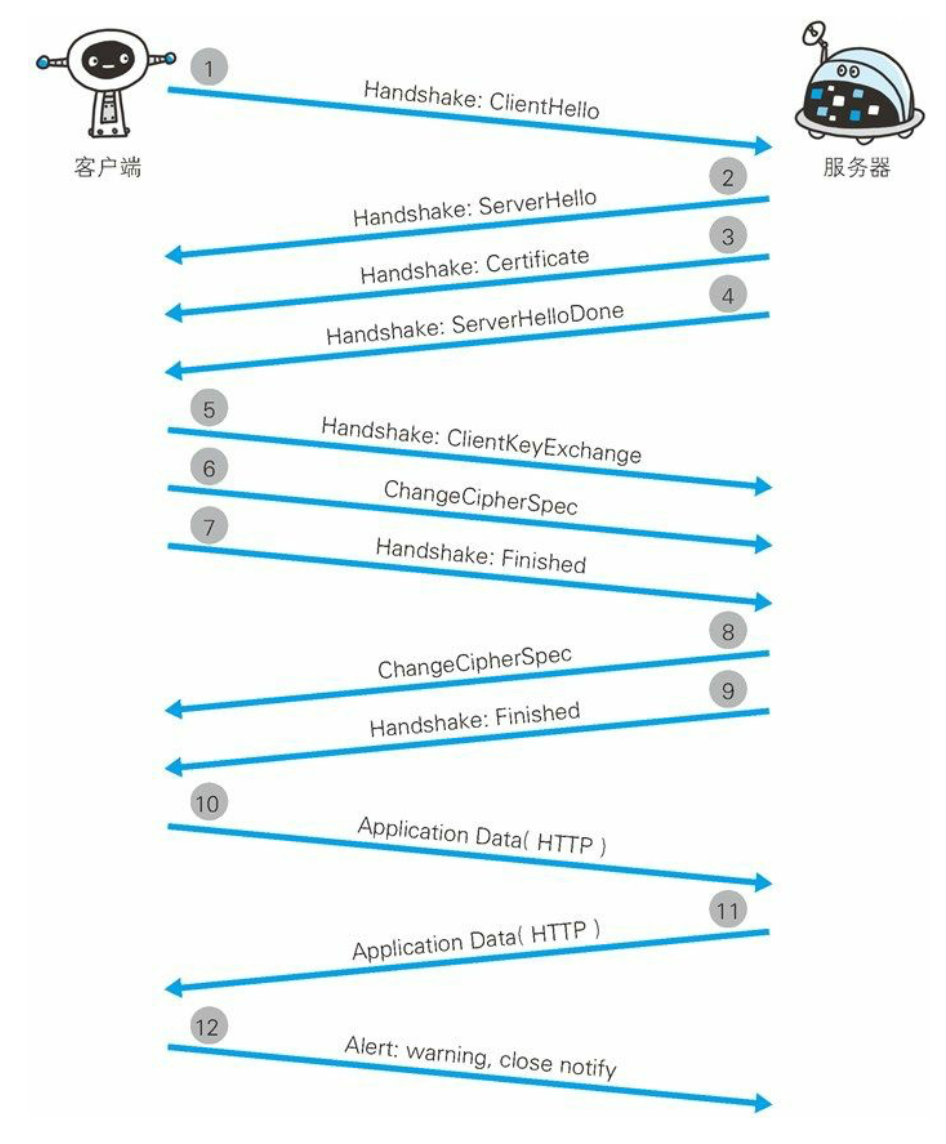 1
Handshake: ClientHello
客户端
服务器
2
Handshake: ServerHello
3
Handshake: Certificate
4
Handshake: ServerHelloDone
5
Handshake: ClientKeyExchange
6
ChangeCipherSpec
7
Handshake: Finished
8
ChangeCipherSpec
9
Handshake: Finished
10
Application Data( HTTP )
11
Application Data( HTTP )
12
Alert: warning, close notify